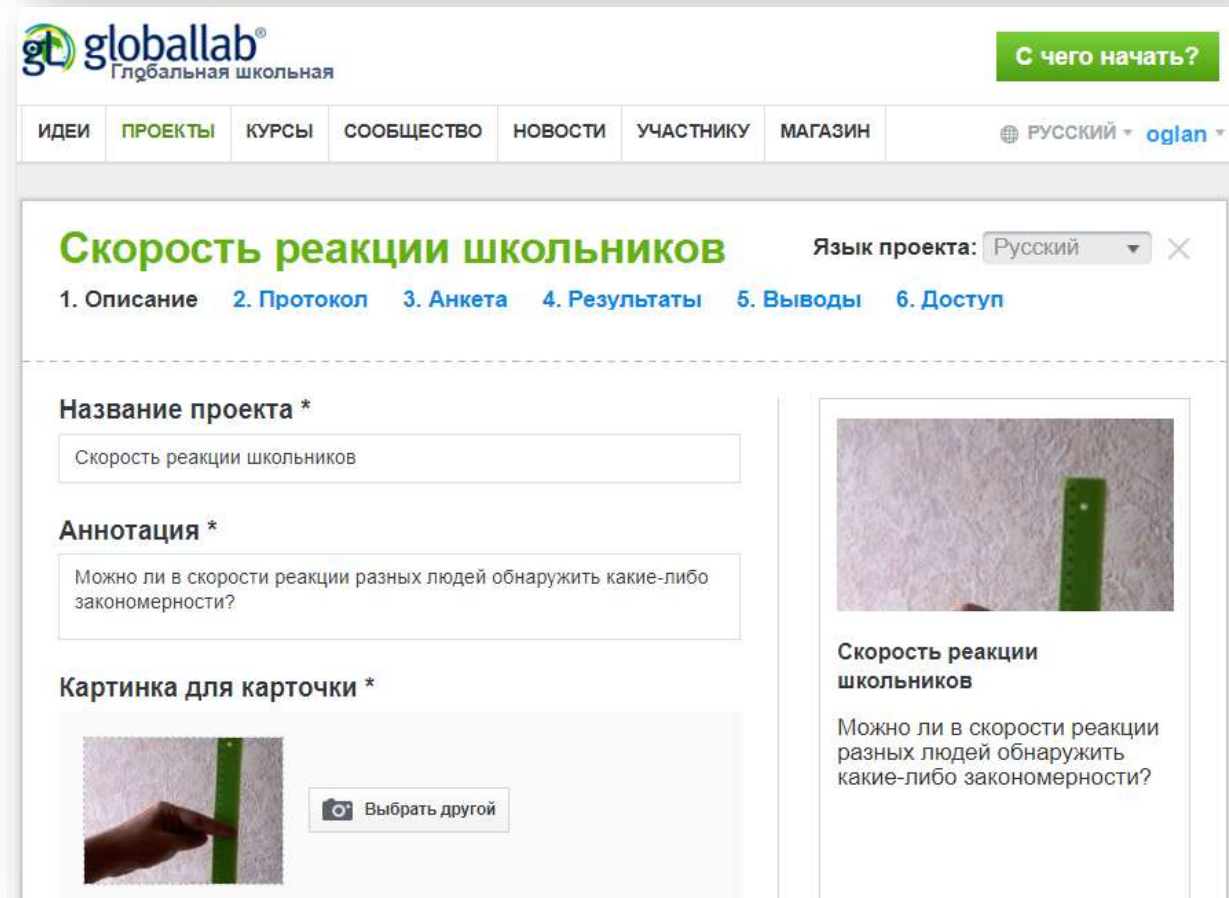 gl globallab®
Глобальная школьная
С чего начать?
ИДЕИ ПРОЕКТЫ КУРСЫ СООБЩЕСТВО НОВОСТИ УЧАСТНИКУ МАГАЗИН РУССКИЙ oglan
Скорость реакции школьников
Язык проекта: Русский
1. Описание 2. Протокол 3. Анкета 4. Результаты 5. Выводы 6. Доступ
Название проекта *
Скорость реакции школьников
Аннотация *
Можно ли в скорости реакции разных людей обнаружить какие-либо
закономерности?
Картинка для карточки *
Выбрать другой
Скорость реакции
школьников
Можно ли в скорости реакции
разных людей обнаружить
какие-либо закономерности?